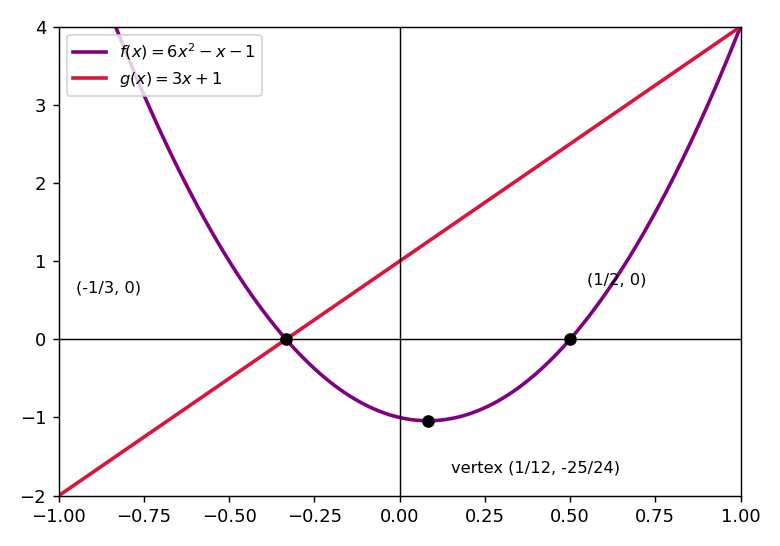 4
f(x) = 6x² − x − 1
g(x) = 3x + 1
3
2
1
(-1/3, 0)
(1/2, 0)
0
−1
vertex (1/12, -25/24)
−2
−1.00 −0.75 −0.50 −0.25 0.00 0.25 0.50 0.75 1.00